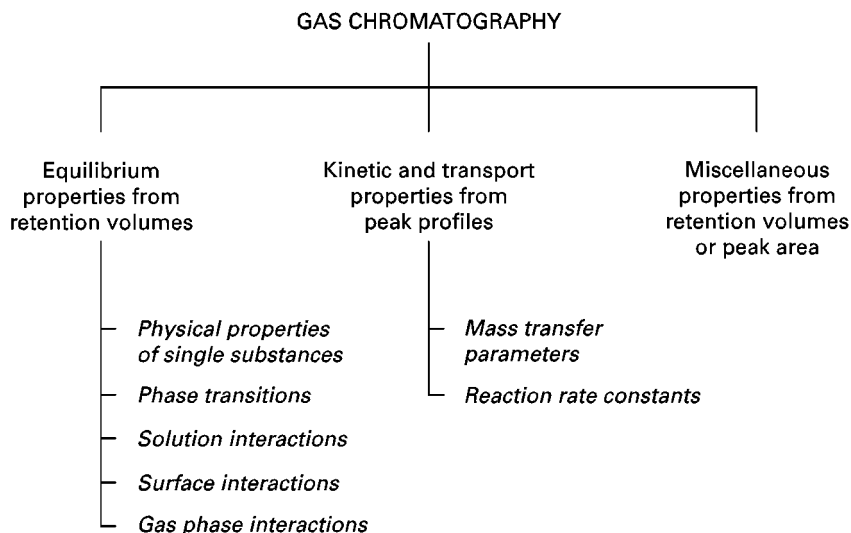 GAS CHROMATOGRAPHY
Equilibrium
properties from
retention volumes
Physical properties
of single substances
Phase transitions
Solution interactions
Surface interactions
Gas phase interactions
Kinetic and transport
properties from
peak profiles
Mass transfer
parameters
Reaction rate constants
Miscellaneous
properties from
retention volumes
or peak area